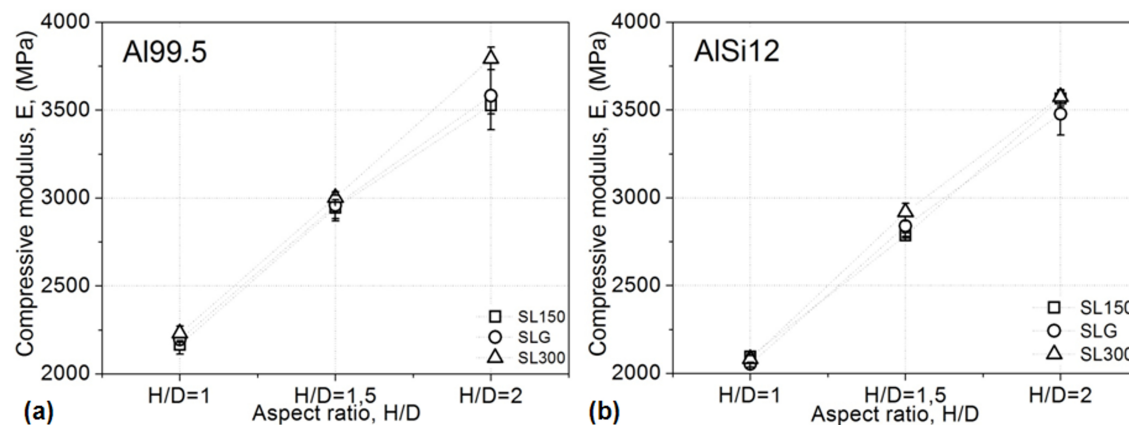 Al99.5
Compressive modulus, E, (MPa)
4000
3500
3000
2500
2000
SL150
SLG
SL300
H/D=1
H/D=1,5
H/D=2
Aspect ratio, H/D
(a)
AlSi12
Compressive modulus, E, (MPa)
4000
3500
3000
2500
2000
SL150
SLG
SL300
H/D=1
H/D=1,5
H/D=2
Aspect ratio, H/D
(b)